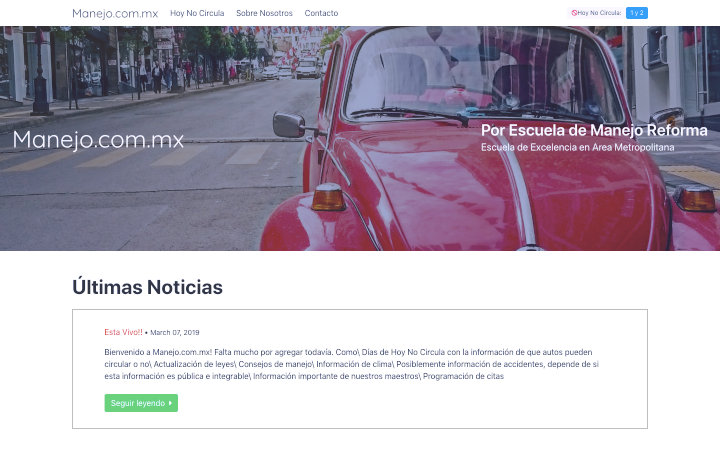 Manejo.com.mx Hoy No Circula Sobre Nosotros Contacto Hoy No Circula: 1 y 2
Manejo.com.mx
Por Escuela de Manejo Reforma
Escuela de Excelencia en Area Metropolitana
Últimas Noticias
Esta Vivo!! • March 07, 2019
Bienvenido a Manejo.com.mx! Falta mucho por agregar todavía. Como\ Días de Hoy No Circula con la información de que autos pueden
circular o no\ Actualización de leyes\ Consejos de manejo\ Información de clima\ Posiblemente información de accidentes, depende de si
esta información es pública e integrable\ Información importante de nuestros maestros\ Programación de citas
Seguir leyendo